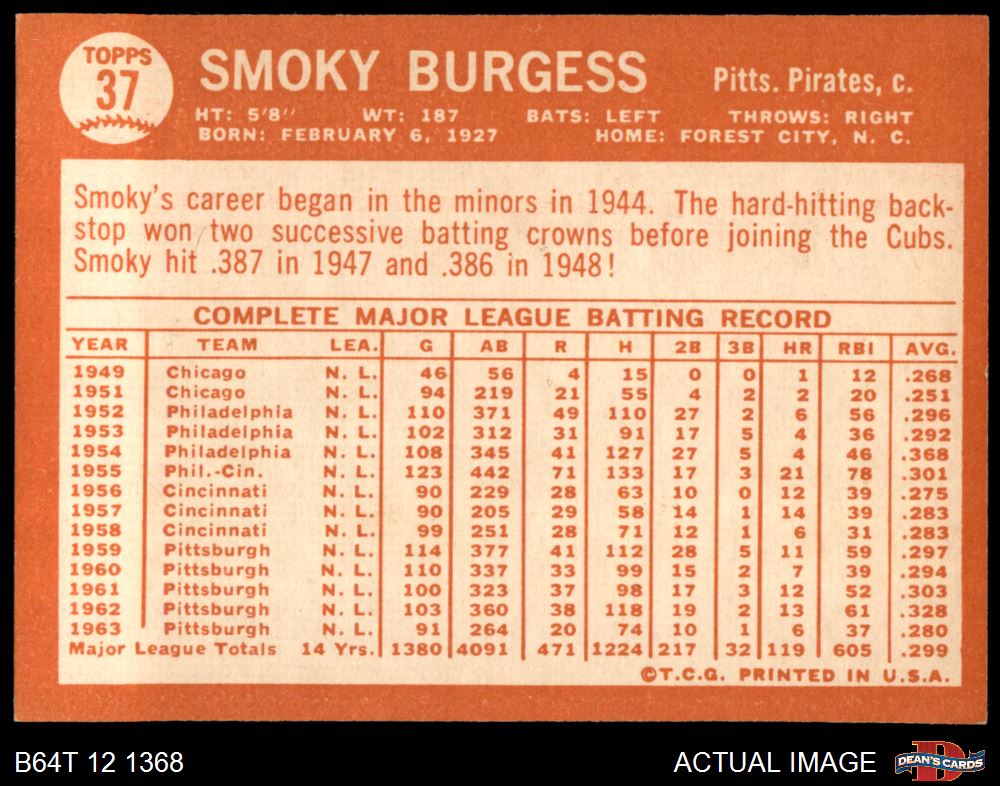 TOPPS
37
SMOKY BURGESS Pitts. Pirates, c.
HT: 5'8" WT: 187 BATS: LEFT THROWS: RIGHT
BORN: FEBRUARY 6, 1927 HOME: FOREST CITY, N. C.
Smoky's career began in the minors in 1944. The hard-hitting back-
stop won two successive batting crowns before joining the Cubs.
Smoky hit .387 in 1947 and .386 in 1948!
COMPLETE MAJOR LEAGUE BATTING RECORD
YEAR TEAM LEA. G AB R H 2B 3B HR RBI AVG.
1949 Chicago N. L. 46 56 4 15 0 0 1 12 .268
1951 Chicago N. L. 94 219 21 55 4 2 2 20 .251
1952 Philadelphia N. L. 110 371 49 110 27 2 6 56 .296
1953 Philadelphia N. L. 102 312 31 91 17 5 4 36 .292
1954 Philadelphia N. L. 108 345 41 127 27 5 4 46 .368
1955 Phil.-Cin. N. L. 123 442 71 133 17 3 21 78 .301
1956 Cincinnati N. L. 90 229 28 63 10 0 12 39 .275
1957 Cincinnati N. L. 90 205 29 58 14 1 14 39 .283
1958 Cincinnati N. L. 99 251 28 71 12 1 6 31 .283
1959 Pittsburgh N. L. 114 377 41 112 28 5 11 59 .297
1960 Pittsburgh N. L. 110 337 33 99 15 2 7 39 .294
1961 Pittsburgh N. L. 100 323 37 98 17 3 12 52 .303
1962 Pittsburgh N. L. 103 360 38 118 19 2 13 61 .328
1963 Pittsburgh N. L. 91 264 20 74 10 1 6 37 .280
Major League Totals 14 Yrs. 1380 4091 471 1224 217 32 119 605 .299
©T.C.G. PRINTED IN U.S.A.
B64T 12 1368 ACTUAL IMAGE DEAN'S CARDS